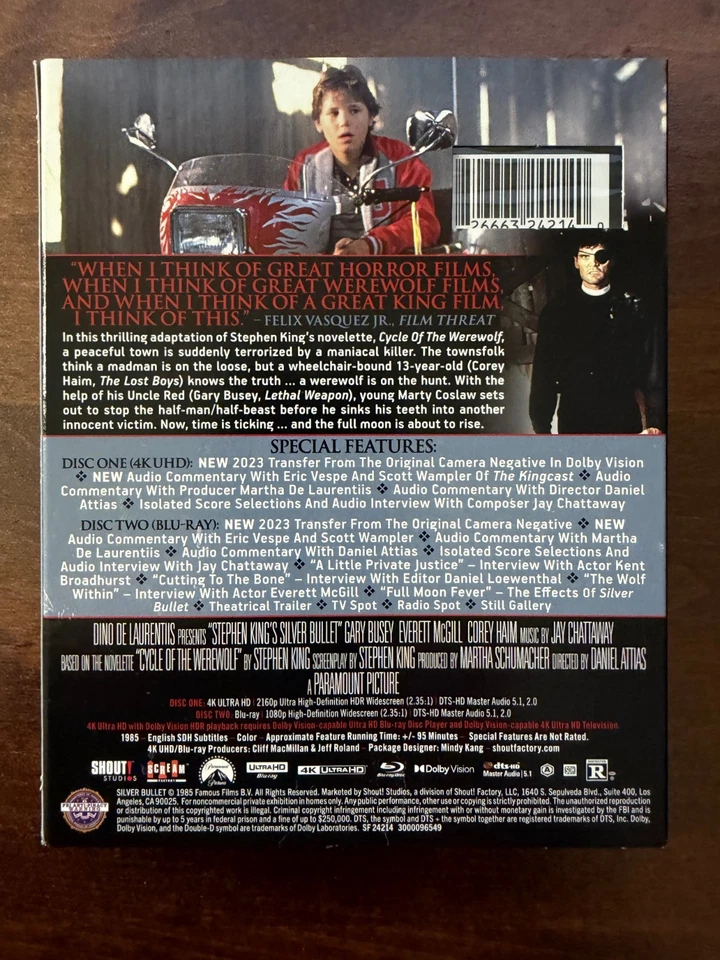 26663 24214 0
“WHEN I THINK OF GREAT HORROR FILMS,
WHEN I THINK OF GREAT WEREWOLF FILMS,
AND WHEN I THINK OF A GREAT KING FILM,
I THINK OF THIS.” – FELIX VASQUEZ JR., FILM THREAT
In this thrilling adaptation of Stephen King's novelette, Cycle Of The Werewolf,
a peaceful town is suddenly terrorized by a maniacal killer. The townsfolk
think a madman is on the loose, but a wheelchair-bound 13-year-old (Corey
Haim, The Lost Boys) knows the truth ... a werewolf is on the hunt. With the
help of his Uncle Red (Gary Busey, Lethal Weapon), young Marty Coslaw sets
out to stop the half-man/half-beast before he sinks his teeth into another
innocent victim. Now, time is ticking ... and the full moon is about to rise.
SPECIAL FEATURES:
DISC ONE (4K UHD): NEW 2023 Transfer From The Original Camera Negative In Dolby Vision
❖ NEW Audio Commentary With Eric Vespe And Scott Wampler Of The Kingcast ❖ Audio
Commentary With Producer Martha De Laurentiis ❖ Audio Commentary With Director Daniel
Attias ❖ Isolated Score Selections And Audio Interview With Composer Jay Chattaway
DISC TWO (BLU-RAY): NEW 2023 Transfer From The Original Camera Negative ❖ NEW
Audio Commentary With Eric Vespe And Scott Wampler ❖ Audio Commentary With Martha
De Laurentiis ❖ Audio Commentary With Daniel Attias ❖ Isolated Score Selections And
Audio Interview With Jay Chattaway ❖ “A Little Private Justice” – Interview With Actor Kent
Broadhurst ❖ “Cutting To The Bone” – Interview With Editor Daniel Loewenthal ❖ “The Wolf
Within” – Interview With Actor Everett McGill ❖ “Full Moon Fever” – The Effects Of Silver
Bullet ❖ Theatrical Trailer ❖ TV Spot ❖ Radio Spot ❖ Still Gallery
DINO DE LAURENTIIS PRESENTS “STEPHEN KING'S SILVER BULLET” GARY BUSEY EVERETT McGILL COREY HAIM MUSIC BY JAY CHATTAWAY
BASED ON THE NOVELETTE “CYCLE OF THE WEREWOLF” BY STEPHEN KING SCREENPLAY BY STEPHEN KING PRODUCED BY MARTHA SCHUMACHER DIRECTED BY DANIEL ATTIAS
A PARAMOUNT PICTURE
DISC ONE: 4K ULTRA HD | 2160p Ultra High-Definition HDR Widescreen (2.35:1) | DTS-HD Master Audio 5.1, 2.0
DISC TWO: Blu-ray | 1080p High-Definition Widescreen (2.35:1) | DTS-HD Master Audio 5.1, 2.0
4K Ultra HD with Dolby Vision HDR playback requires Dolby Vision-capable Ultra HD Blu-ray Disc Player and Dolby Vision-capable 4K Ultra HD Television.
1985 – English SDH Subtitles – Color – Approximate Feature Running Time: +/- 95 Minutes – Special Features Are Not Rated.
4K UHD/Blu-ray Producers: Cliff MacMillan & Jeff Roland – Package Designer: Mindy Kang – shoutfactory.com
SHOUT! STUDIOS SCREAM FACTORY Paramount ULTRA HD Blu-ray 4K ULTRA HD Blu-ray Disc Dolby Vision dts-HD Master Audio 5.1 SDH R
SILVER BULLET © 1985 Famous Films B.V. All Rights Reserved. Marketed by Shout! Studios, a division of Shout! Factory, LLC, 1640 S. Sepulveda Blvd., Suite 400, Los
Angeles, CA 90025. For noncommercial private exhibition in homes only. Any public performance, other use or copying is strictly prohibited. The unauthorized reproduction
or distribution of this copyrighted work is illegal. Criminal copyright infringement including infringement with or without monetary gain is investigated by the FBI and is
punishable by up to 5 years in federal prison and a fine of up to $250,000. DTS, the symbol and DTS + the symbol together are registered trademarks of DTS, Inc. Dolby,
Dolby Vision, and the Double-D symbol are trademarks of Dolby Laboratories. SF 24214 3000096549